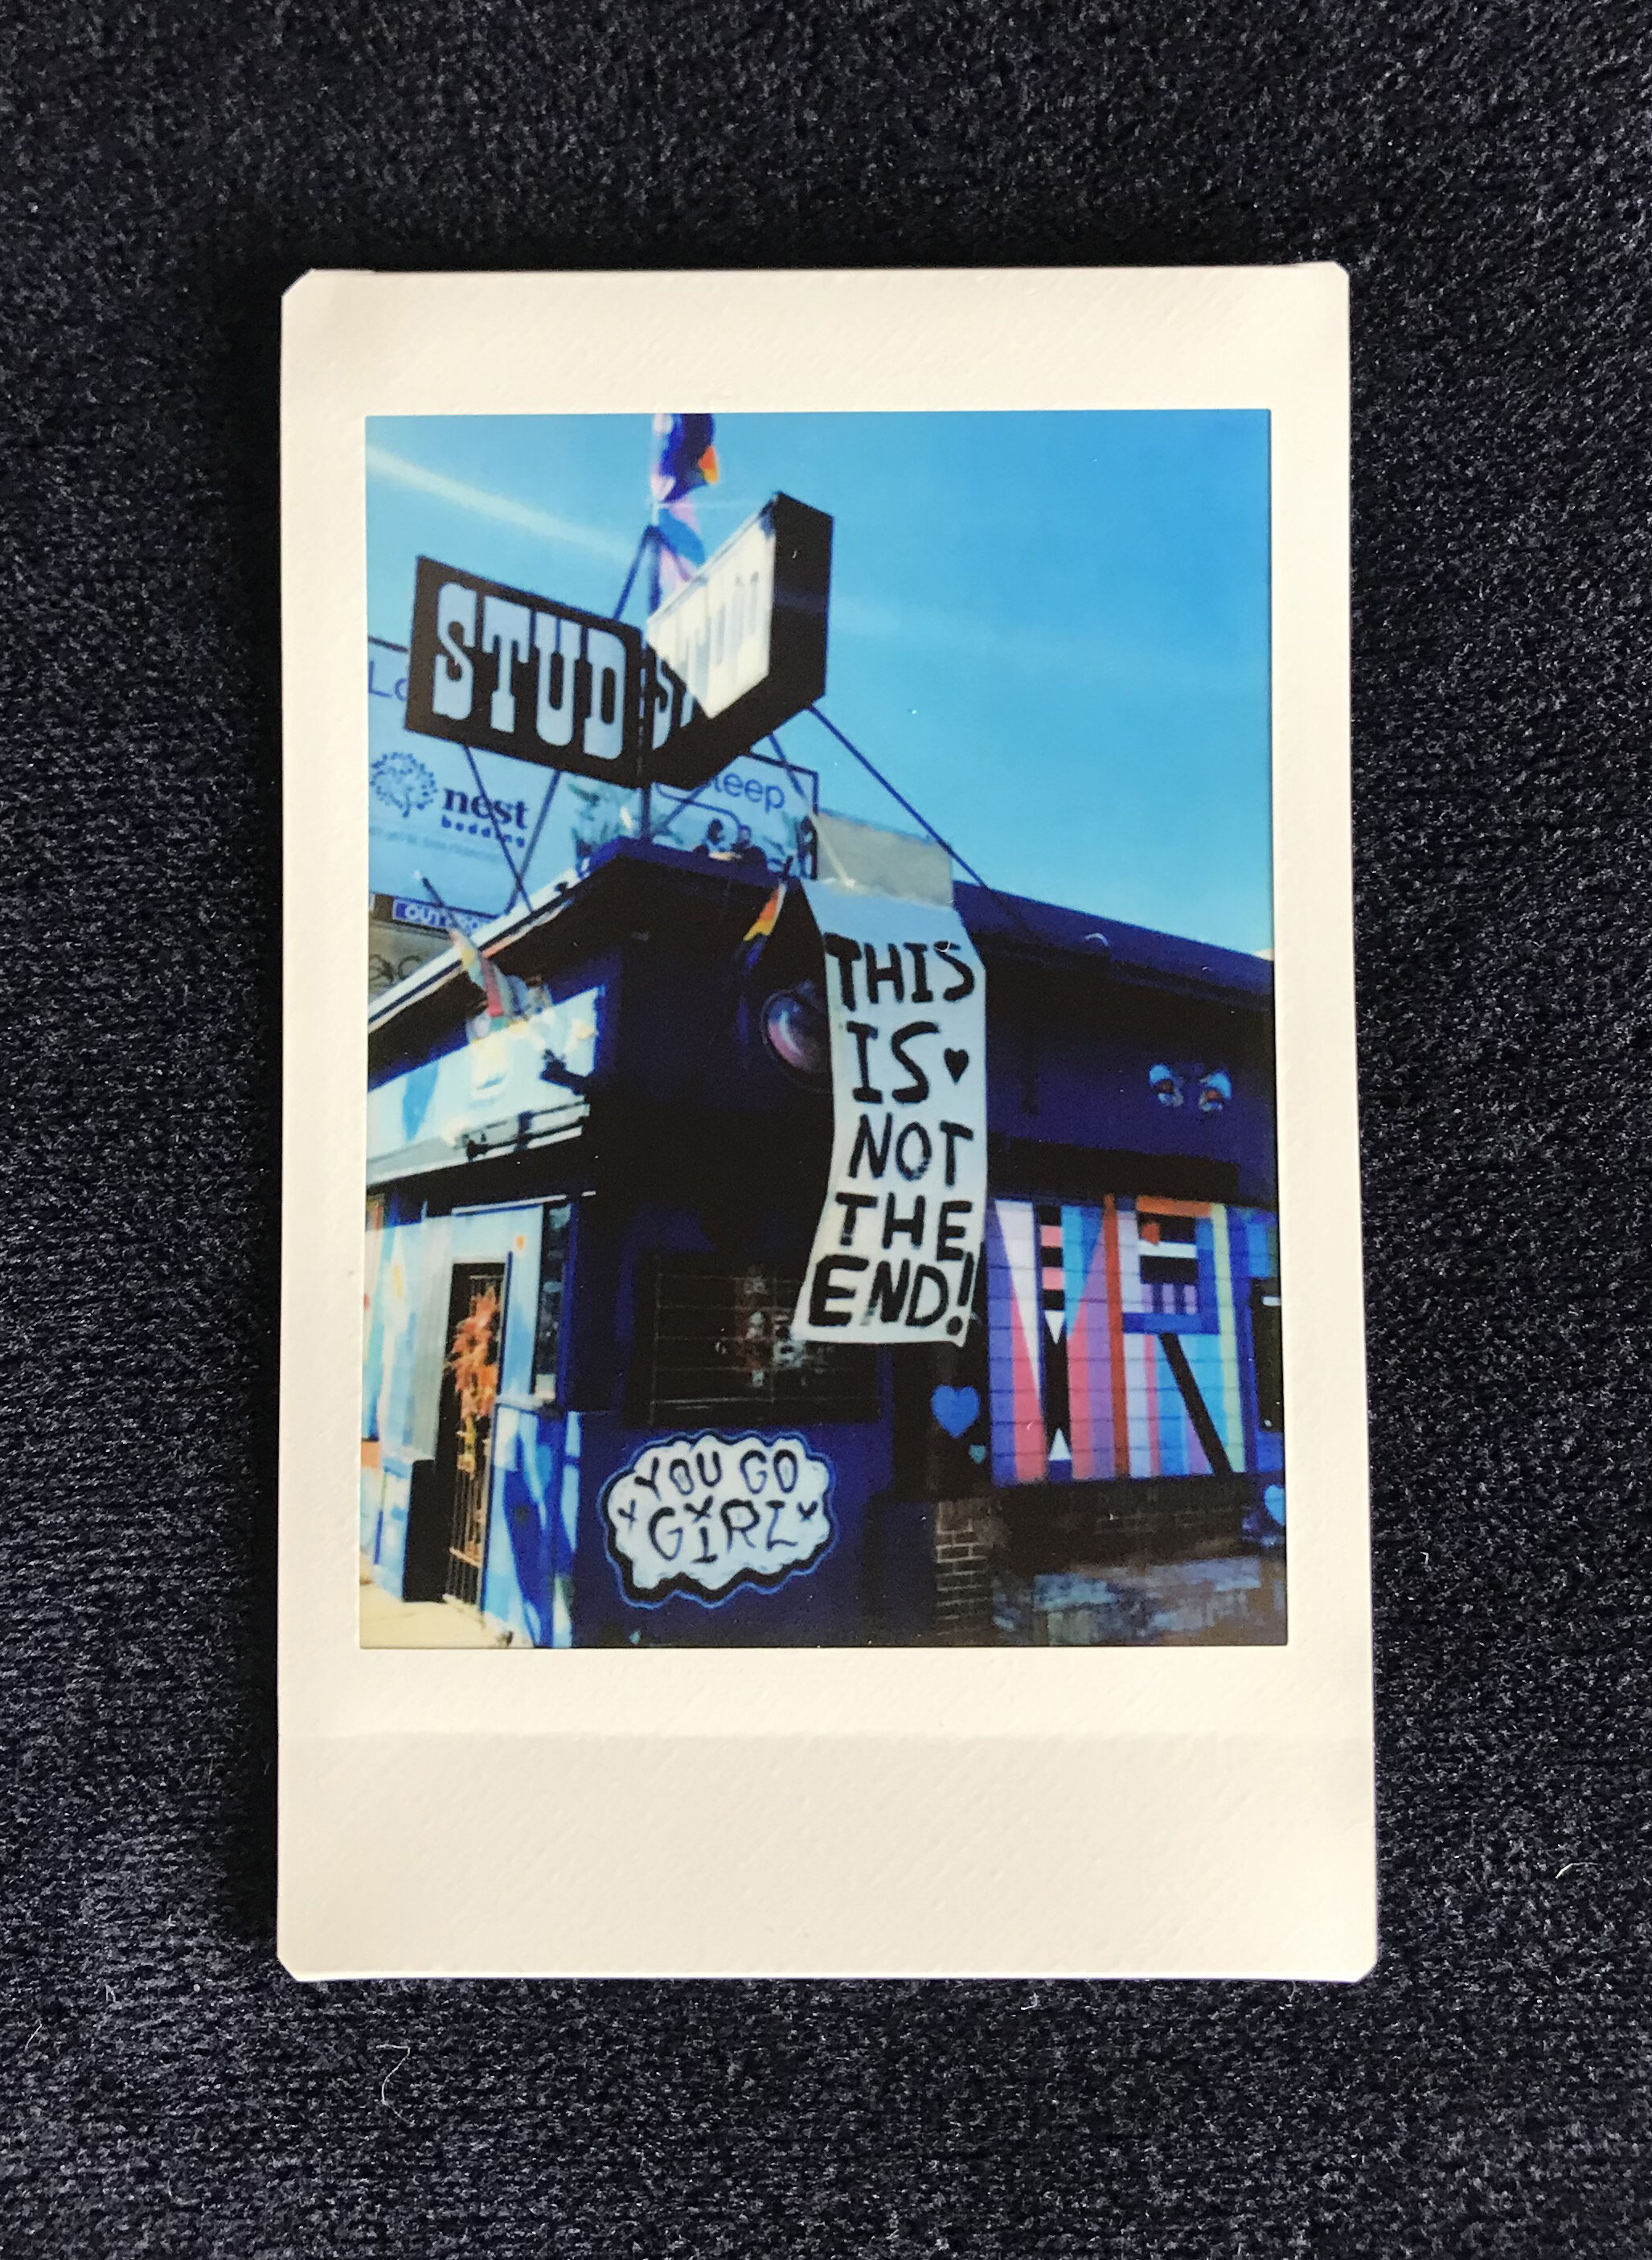 STUD
nest
bedding
THIS
IS♥
NOT
THE
END!
YOU GO
GIRL